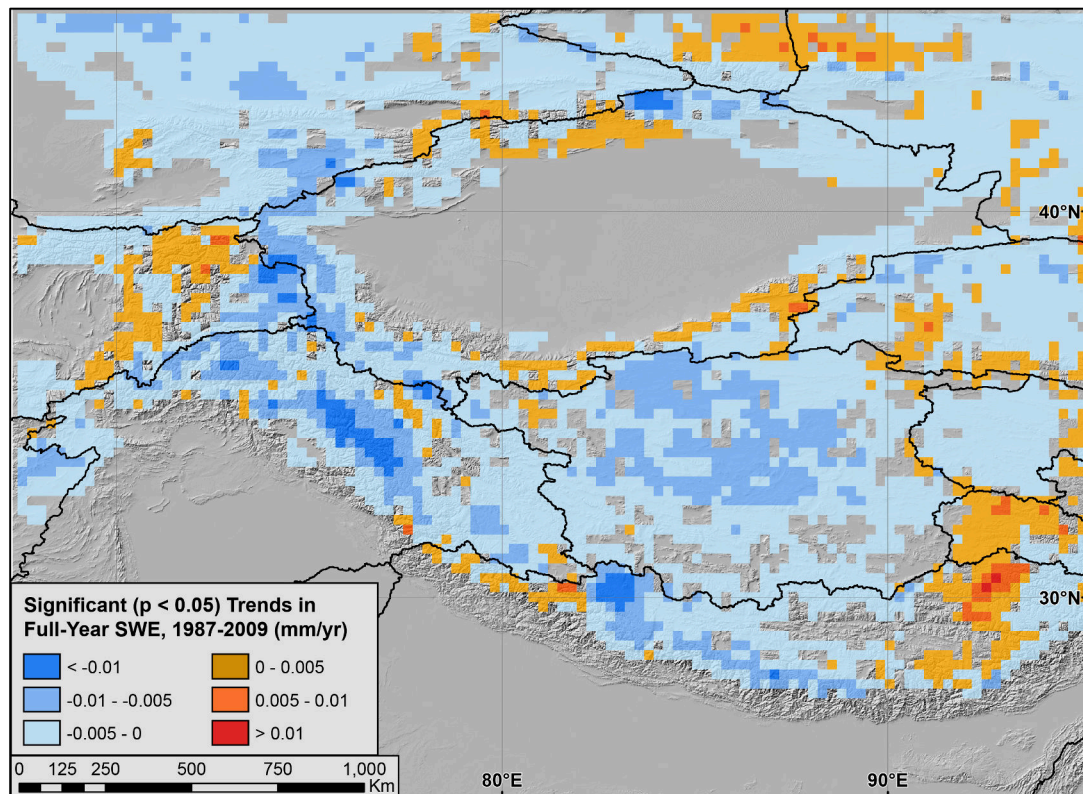 40°N
30°N
Significant (p < 0.05) Trends in
Full-Year SWE, 1987-2009 (mm/yr)
< -0.01 0 - 0.005
-0.01 - -0.005 0.005 - 0.01
-0.005 - 0 > 0.01
0 125 250 500 750 1,000
Km
80°E 90°E